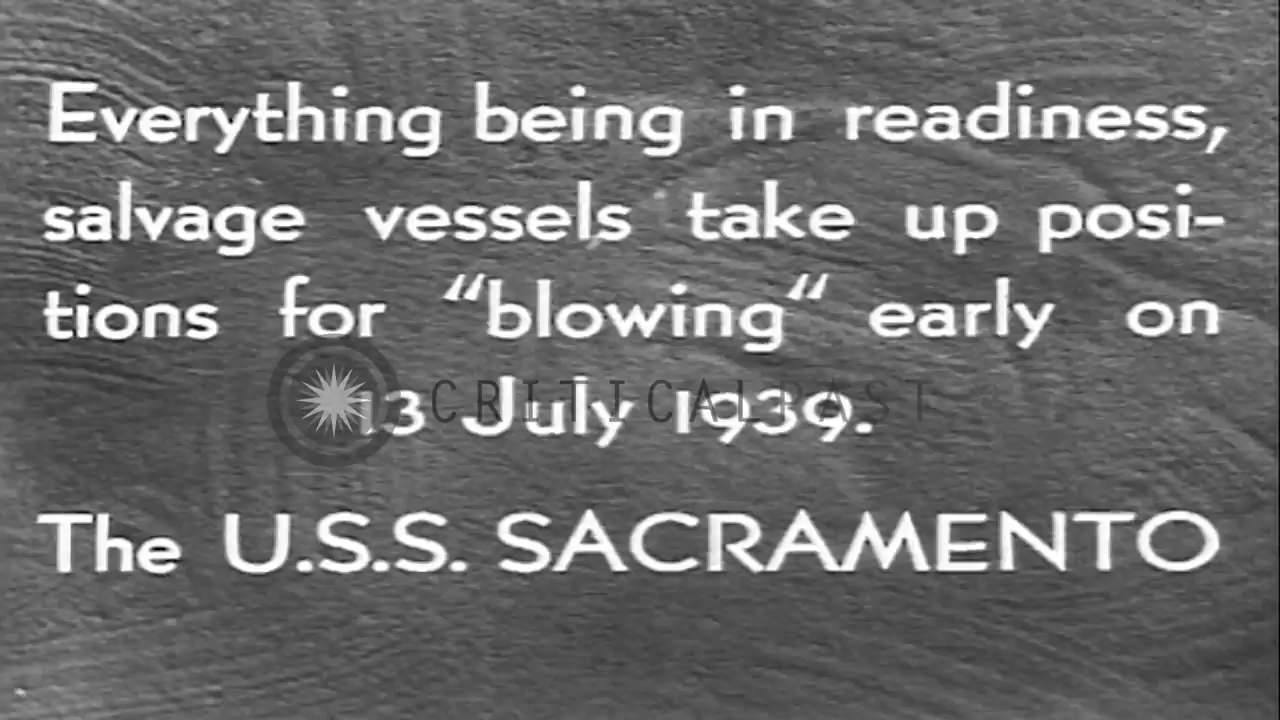 Everything being in readiness,
salvage vessels take up posi-
tions for “blowing“ early on
13 July 1939.
CRITICALPAST
The U.S.S. SACRAMENTO